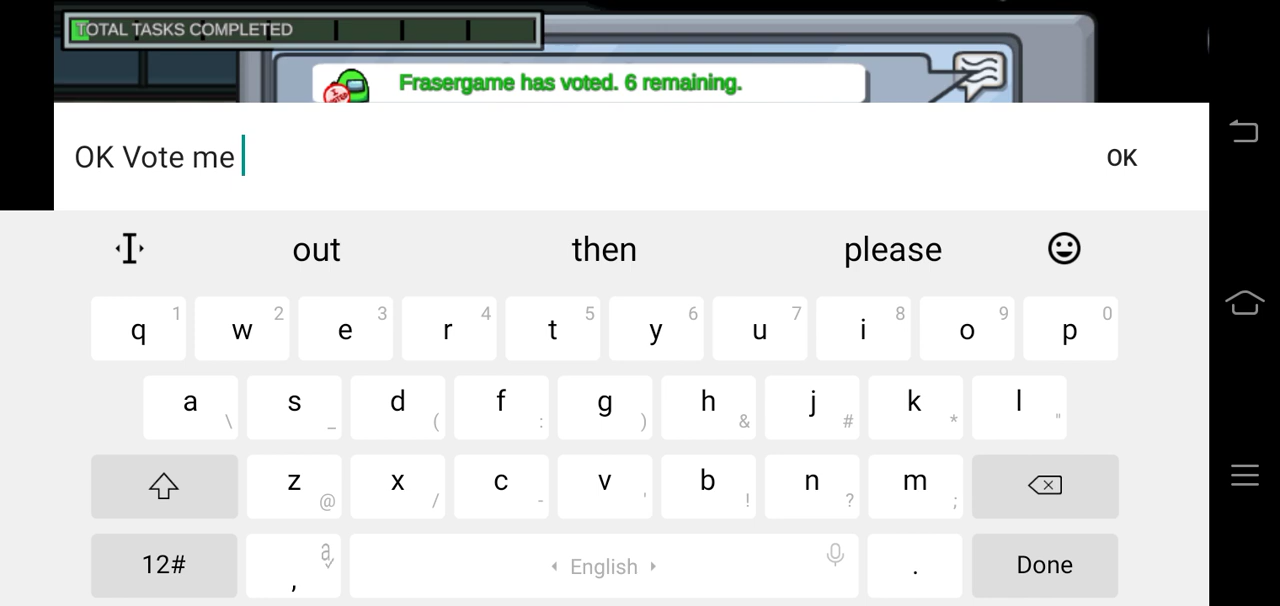 TOTAL TASKS COMPLETED
Frasergame has voted. 6 remaining.
OK Vote me
OK
out then please
q 1 w 2 e 3 r 4 t 5 y 6 u 7 i 8 o 9 p 0
a \ s _ d ( f : g ) h & j # k * l "
z @ x / c - v ' b ! n ? m ;
12# , a English . Done